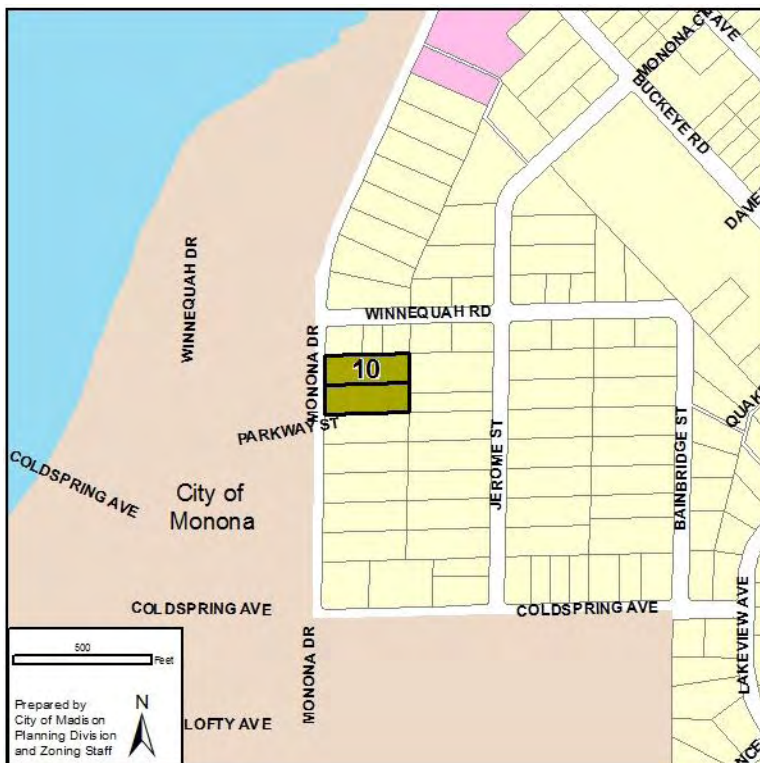 MONONA C
AVE
BUCKEYE RD
WINNEQUAH DR
WINNEQUAH RD
MONONA DR
10
PARKWAY ST
COLDSPRING AVE
City of
Monona
JEROME ST
BAINBRIDGE ST
QUAK
COLDSPRING AVE
COLDSPRING AVE
LAKEVIEW AVE
MONONA DR
LOFTY AVE
500
Feet
Prepared by
City of Madison
Planning Division
and Zoning Staff
N
NCE